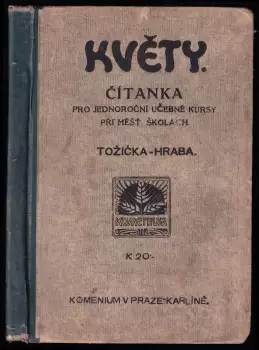 KVĚTY.
ČÍTANKA
PRO JEDNOROČNÍ UČEBNÉ KURSY
PŘI MĚŠT. ŠKOLÁCH.
TOŽIČKA-HRABA.
K 20·-
KOMENIUM V PRAZE-KARLÍNĚ.